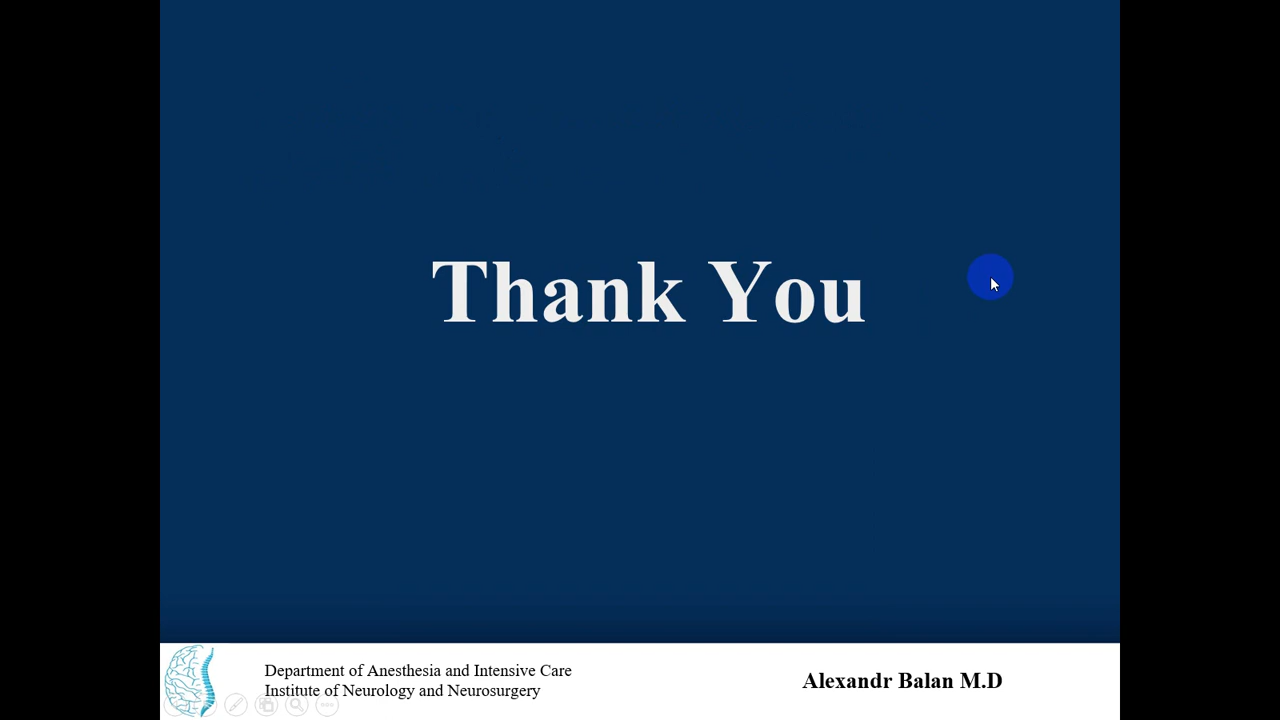 Thank You
Department of Anesthesia and Intensive Care
Institute of Neurology and Neurosurgery
Alexandr Balan M.D